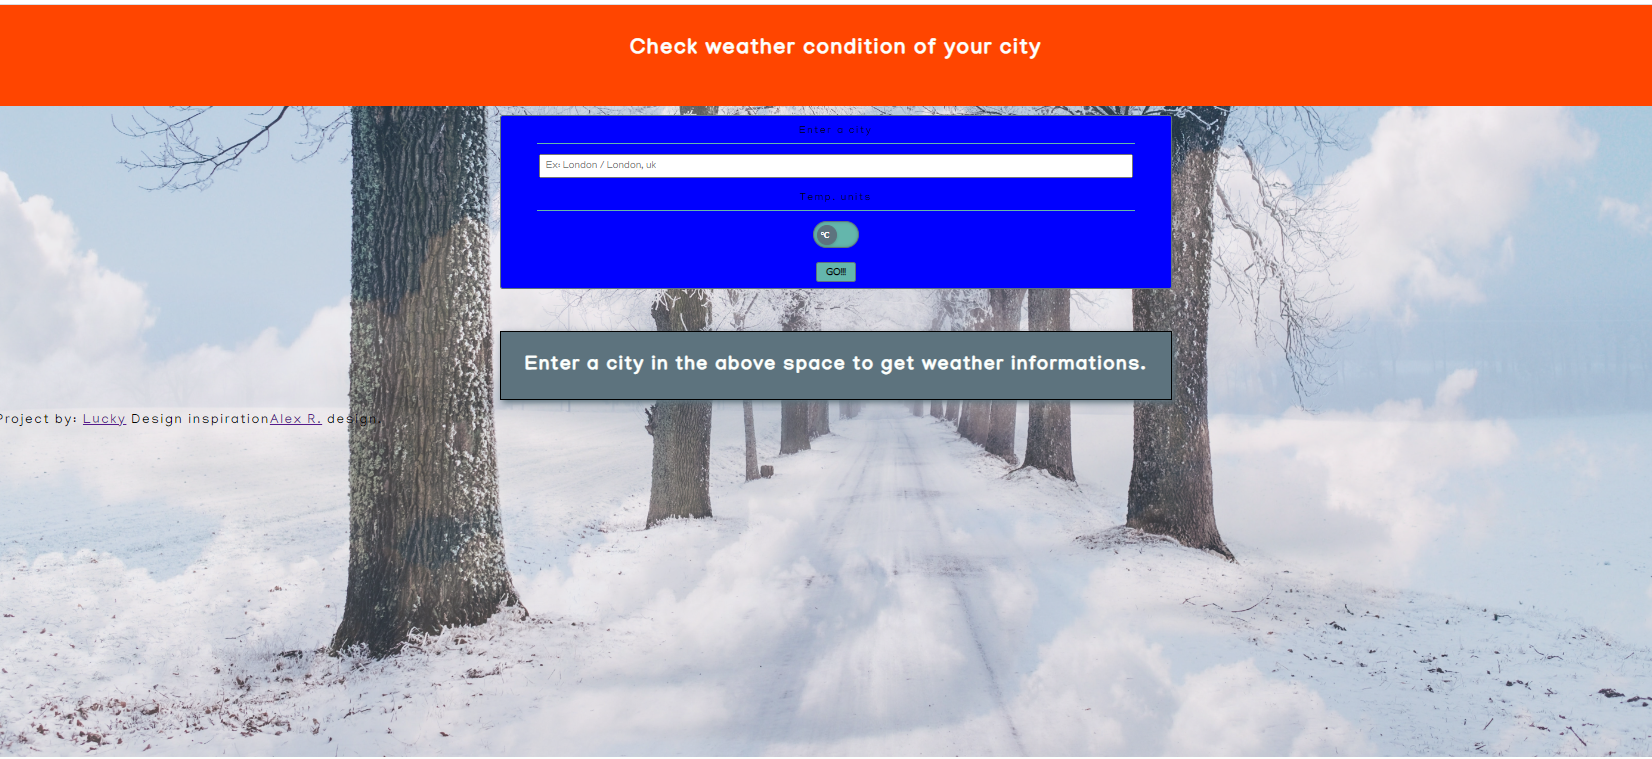 Check weather condition of your city
Enter a city
Ex: London / London, uk
Temp. unit
°C
GO!!!
Enter a city in the above space to get weather informations.
Project by: Lucky Design inspirationAlex R. design.